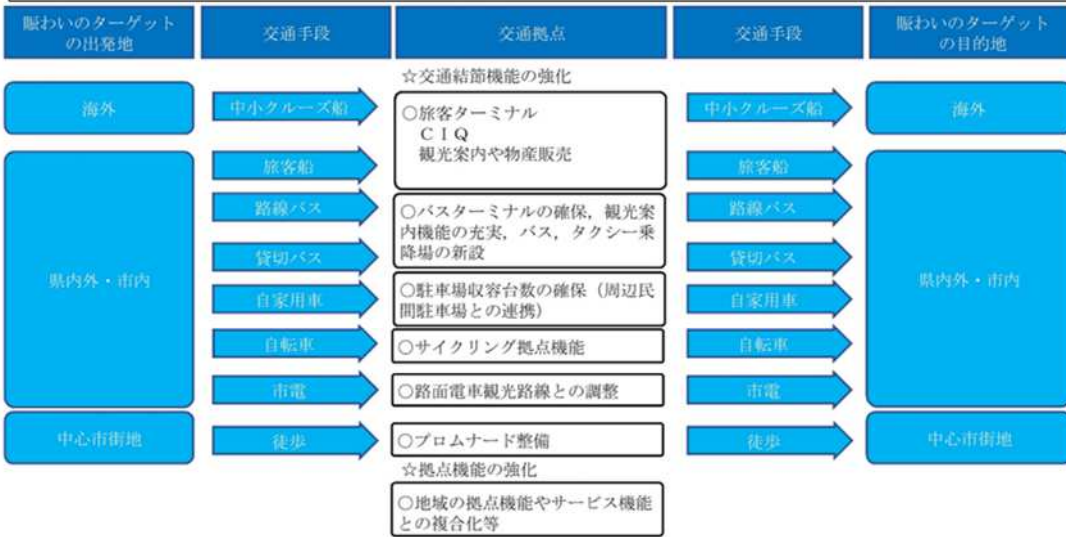 賑わいのターゲット
の出発地
交通手段
交通拠点
交通手段
賑わいのターゲット
の目的地
☆交通結節機能の強化
海外
中小クルーズ船
○旅客ターミナル
ＣＩＱ
観光案内や物産販売
中小クルーズ船
海外
県内外・市内
旅客船
旅客船
県内外・市内
路線バス
○バスターミナルの確保，観光案
内機能の充実，バス，タクシー乗
降場の新設
路線バス
貸切バス
貸切バス
自家用車
○駐車場収容台数の確保（周辺民
間駐車場との連携）
自家用車
自転車
○サイクリング拠点機能
自転車
市電
○路面電車観光路線との調整
市電
中心市街地
徒歩
○プロムナード整備
徒歩
中心市街地
☆拠点機能の強化
○地域の拠点機能やサービス機能
との複合化等